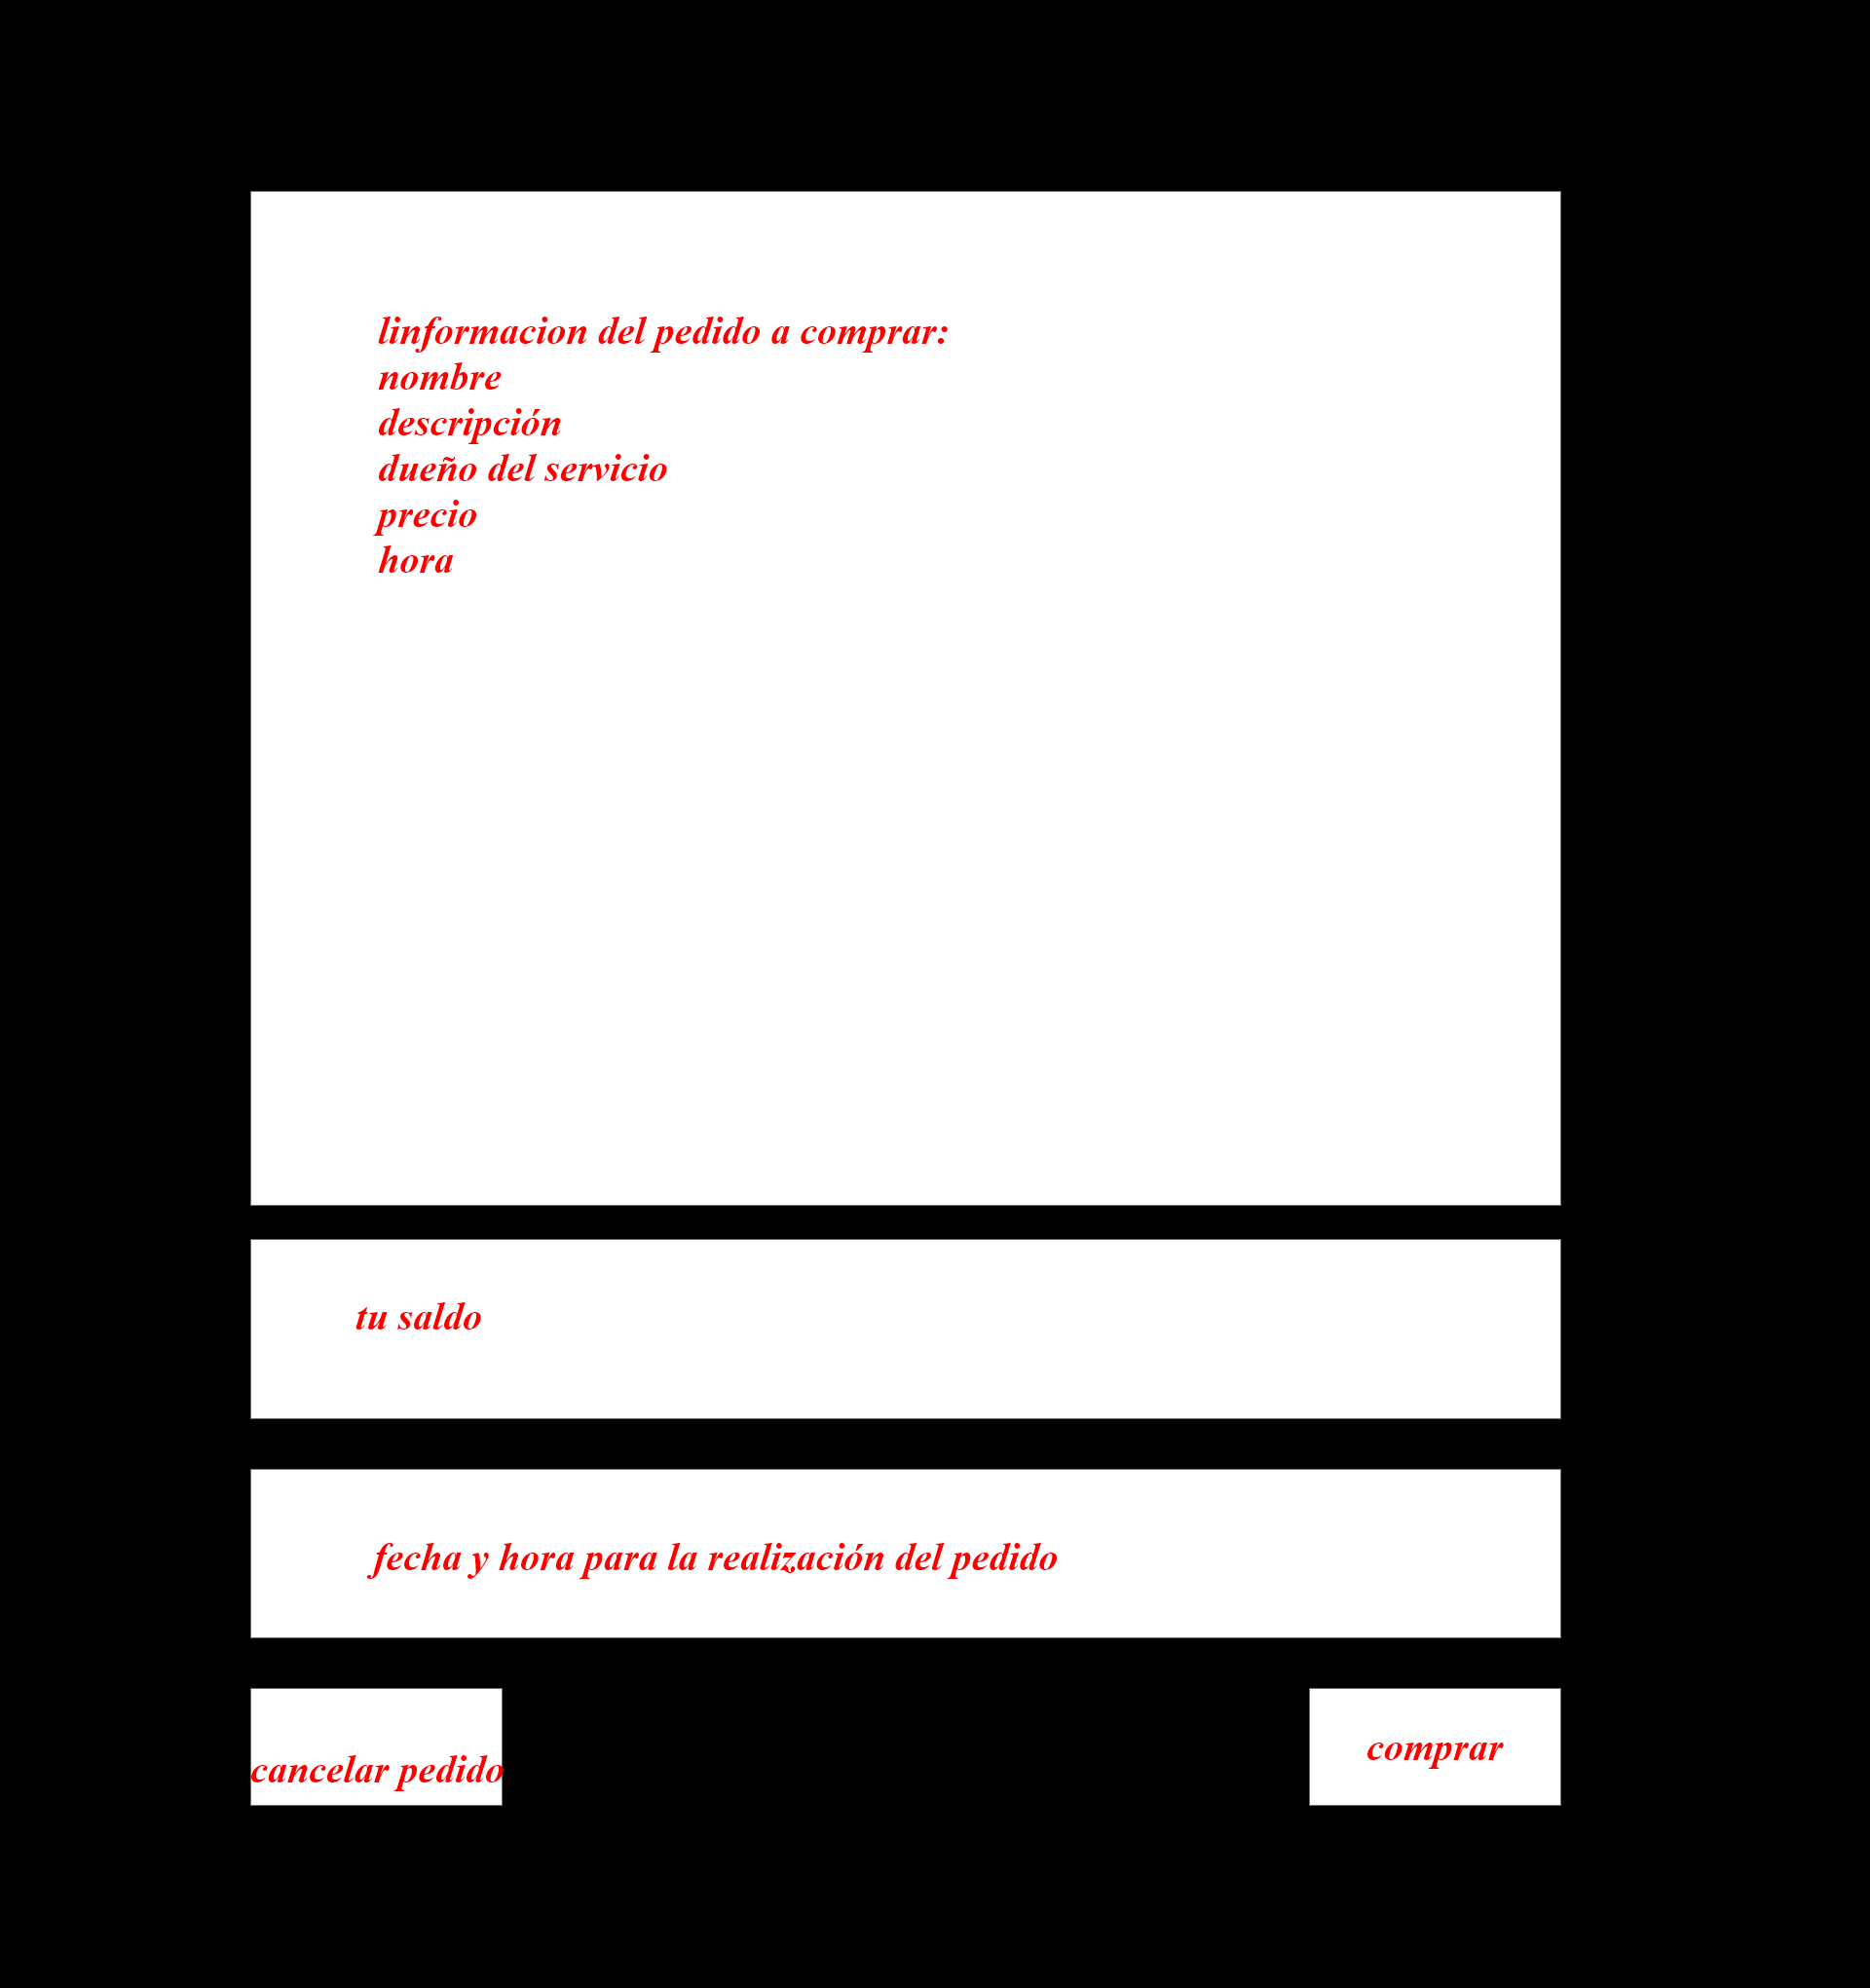 linformacion del pedido a comprar:
nombre
descripción
dueño del servicio
precio
hora
tu saldo
fecha y hora para la realización del pedido
cancelar pedido
comprar